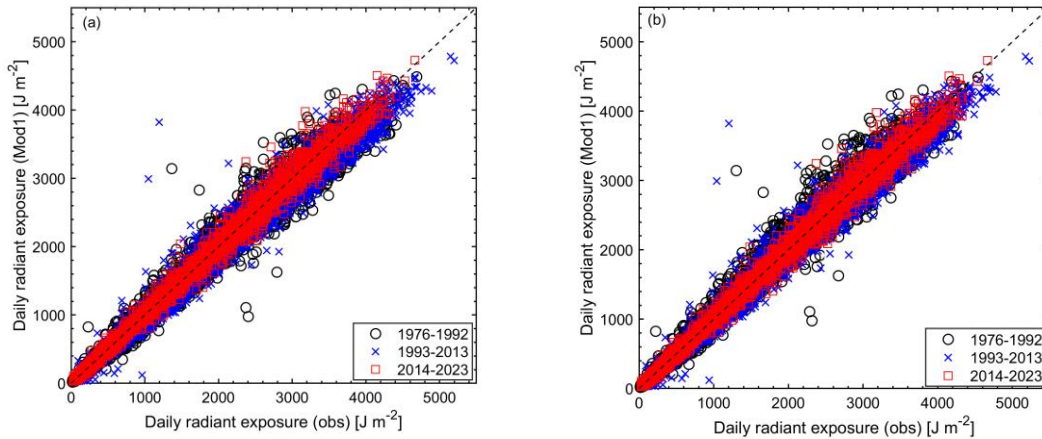 (a)
Daily radiant exposure (Mod1) [J m⁻²]
5000
4000
3000
2000
1000
0
0 1000 2000 3000 4000 5000
Daily radiant exposure (obs) [J m⁻²]
1976-1992
1993-2013
2014-2023
(b)
Daily radiant exposure (Mod1) [J m⁻²]
5000
4000
3000
2000
1000
0
0 1000 2000 3000 4000 5000
Daily radiant exposure (obs) [J m⁻²]
1976-1992
1993-2013
2014-2023